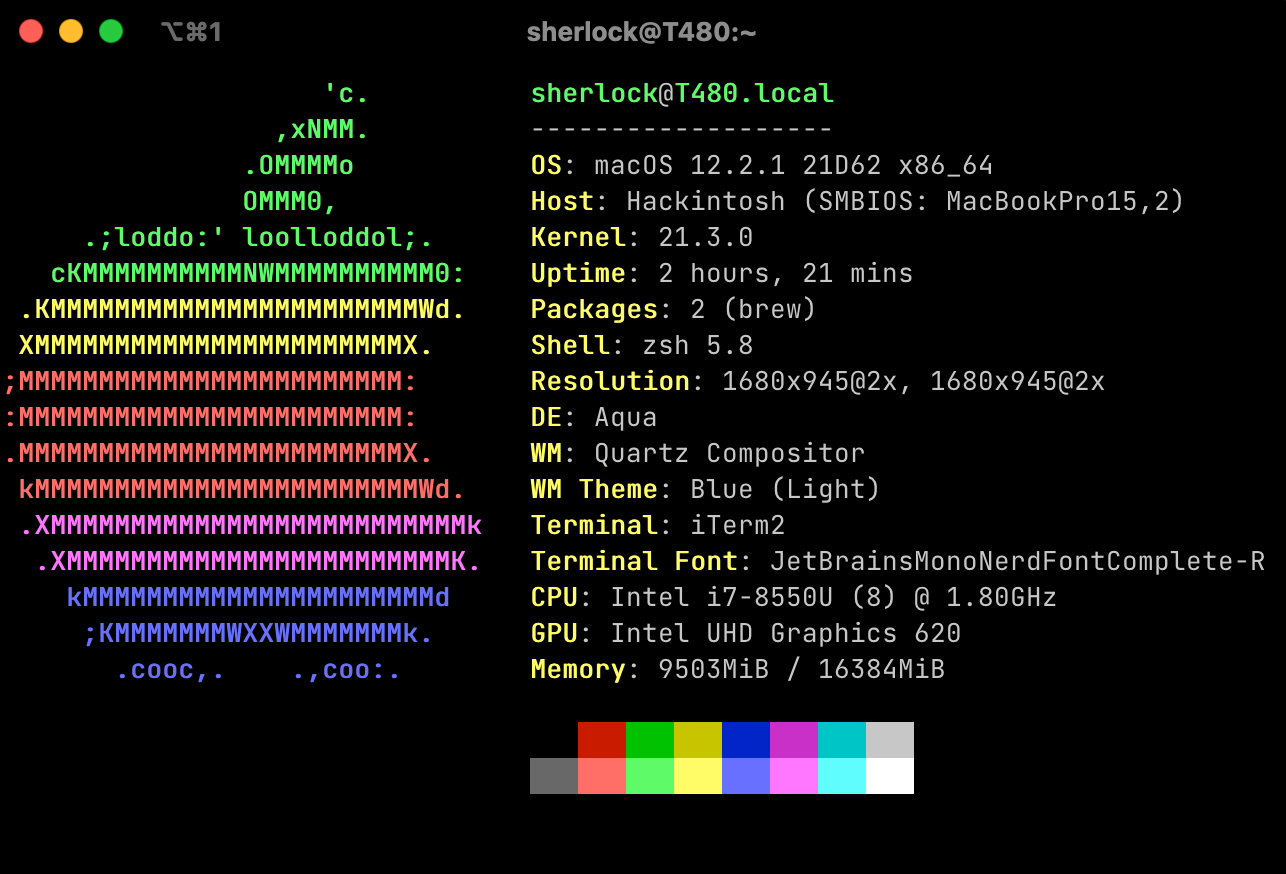 ⌥⌘1 sherlock@T480:~
'c. sherlock@T480.local
,xNMM. -------------------
.OMMMMo OS: macOS 12.2.1 21D62 x86_64
OMMM0, Host: Hackintosh (SMBIOS: MacBookPro15,2)
.;loddo:' loolloddol;. Kernel: 21.3.0
cKMMMMMMMMMMNWMMMMMMMMMM0: Uptime: 2 hours, 21 mins
.KMMMMMMMMMMMMMMMMMMMMMMMWd. Packages: 2 (brew)
XMMMMMMMMMMMMMMMMMMMMMMMX. Shell: zsh 5.8
;MMMMMMMMMMMMMMMMMMMMMMMM: Resolution: 1680x945@2x, 1680x945@2x
:MMMMMMMMMMMMMMMMMMMMMMMM: DE: Aqua
.MMMMMMMMMMMMMMMMMMMMMMMMX. WM: Quartz Compositor
kMMMMMMMMMMMMMMMMMMMMMMMMWd. WM Theme: Blue (Light)
.XMMMMMMMMMMMMMMMMMMMMMMMMMMk Terminal: iTerm2
.XMMMMMMMMMMMMMMMMMMMMMMMMK. Terminal Font: JetBrainsMonoNerdFontComplete-R
kMMMMMMMMMMMMMMMMMMMMMMd CPU: Intel i7-8550U (8) @ 1.80GHz
;KMMMMMMMWXXWMMMMMMMk. GPU: Intel UHD Graphics 620
.cooc,. .,coo:. Memory: 9503MiB / 16384MiB